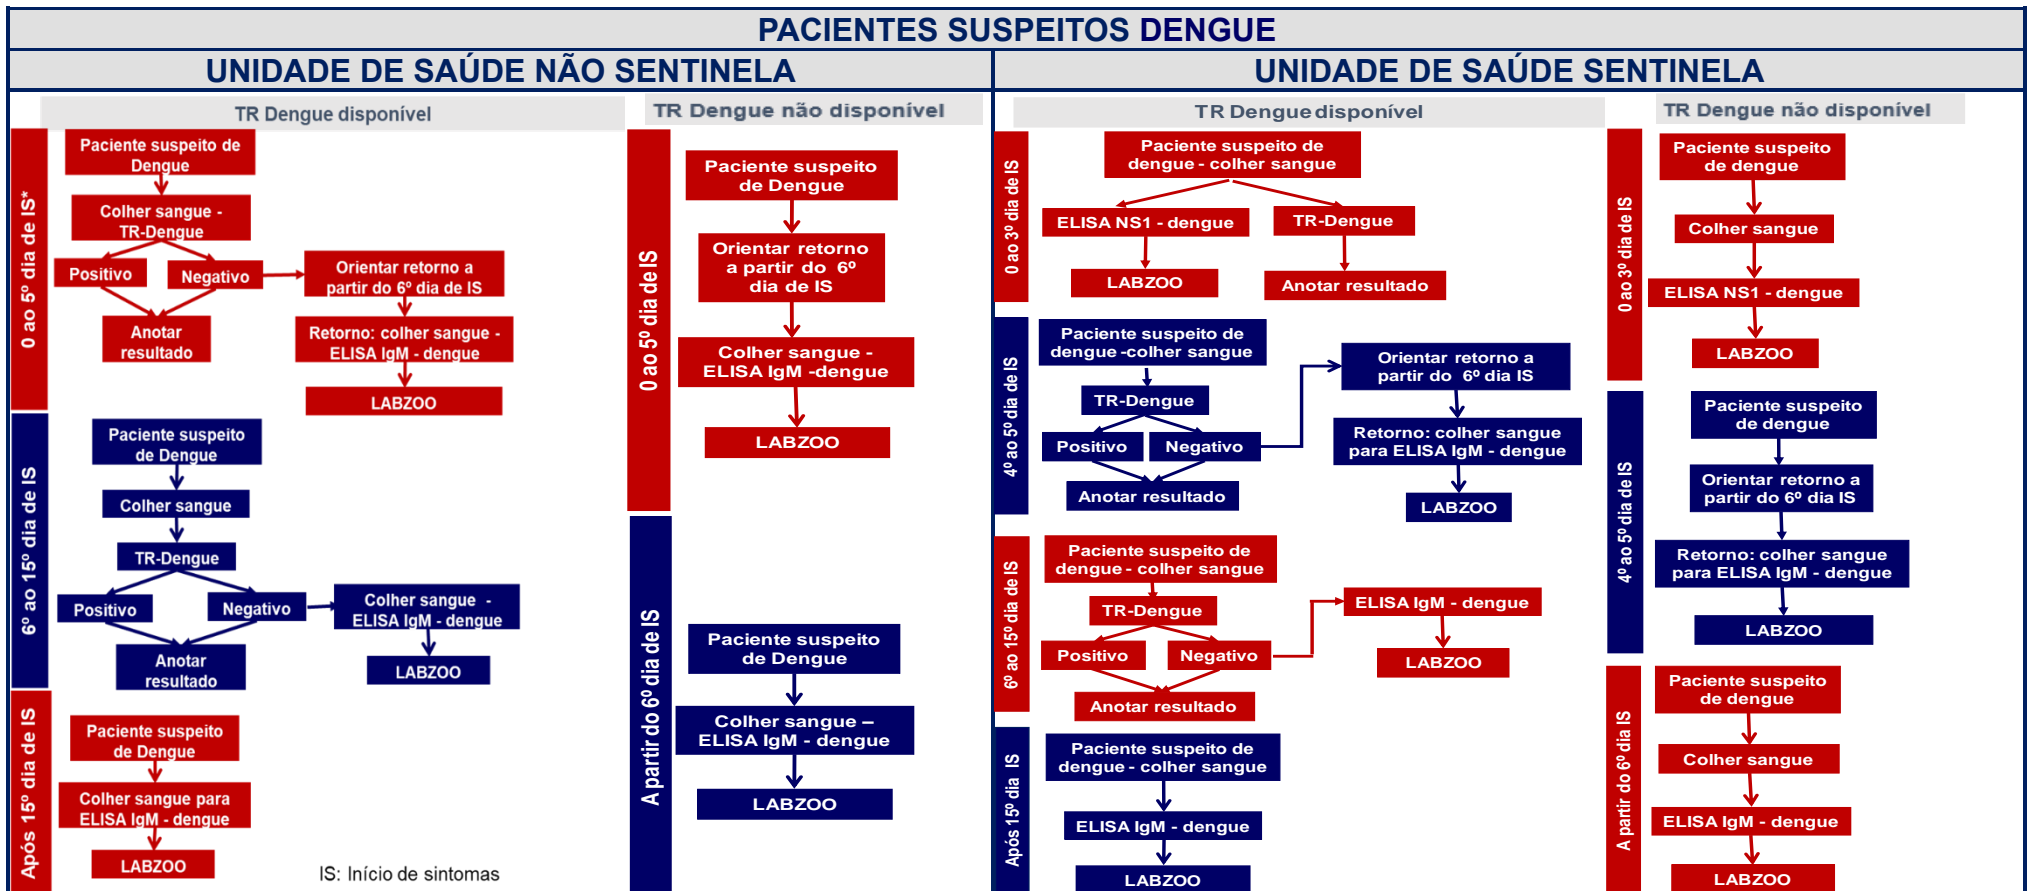 PACIENTES SUSPEITOS DENGUE
UNIDADE DE SAÚDE NÃO SENTINELA
TR Dengue disponível
0 ao 5º dia de IS*
Paciente suspeito de
Dengue
Colher sangue -
TR-Dengue
Positivo
Negativo
Anotar
resultado
Orientar retorno a
partir do 6º dia de IS
Retorno: colher sangue -
ELISA IgM - dengue
LABZOO
6º ao 15º dia de IS
Paciente suspeito
de Dengue
Colher sangue
TR-Dengue
Positivo
Negativo
Anotar
resultado
Colher sangue -
ELISA IgM - dengue
LABZOO
Após 15º dia de IS
Paciente suspeito
de Dengue
Colher sangue para
ELISA IgM - dengue
LABZOO
IS: Início de sintomas
TR Dengue não disponível
0 ao 5º dia de IS
Paciente suspeito
de Dengue
Orientar retorno
a partir do 6º
dia de IS
Colher sangue -
ELISA IgM -dengue
LABZOO
A partir do 6º dia de IS
Paciente suspeito
de Dengue
Colher sangue –
ELISA IgM - dengue
LABZOO
UNIDADE DE SAÚDE SENTINELA
TR Dengue disponível
0 ao 3º dia de IS
Paciente suspeito de
dengue - colher sangue
ELISA NS1 - dengue
TR-Dengue
LABZOO
Anotar resultado
4º ao 5º dia de IS
Paciente suspeito de
dengue -colher sangue
TR-Dengue
Positivo
Negativo
Anotar resultado
Orientar retorno a
partir do 6º dia IS
Retorno: colher sangue
para ELISA IgM - dengue
LABZOO
6º ao 15º dia de IS
Paciente suspeito de
dengue - colher sangue
TR-Dengue
Positivo
Negativo
Anotar resultado
ELISA IgM - dengue
LABZOO
Após 15º dia IS
Paciente suspeito de
dengue - colher sangue
ELISA IgM - dengue
LABZOO
TR Dengue não disponível
0 ao 3º dia de IS
Paciente suspeito
de dengue
Colher sangue
ELISA NS1 - dengue
LABZOO
4º ao 5º dia de IS
Paciente suspeito
de dengue
Orientar retorno a
partir do 6º dia IS
Retorno: colher sangue
para ELISA IgM - dengue
LABZOO
A partir do 6º dia IS
Paciente suspeito
de dengue
Colher sangue
ELISA IgM - dengue
LABZOO